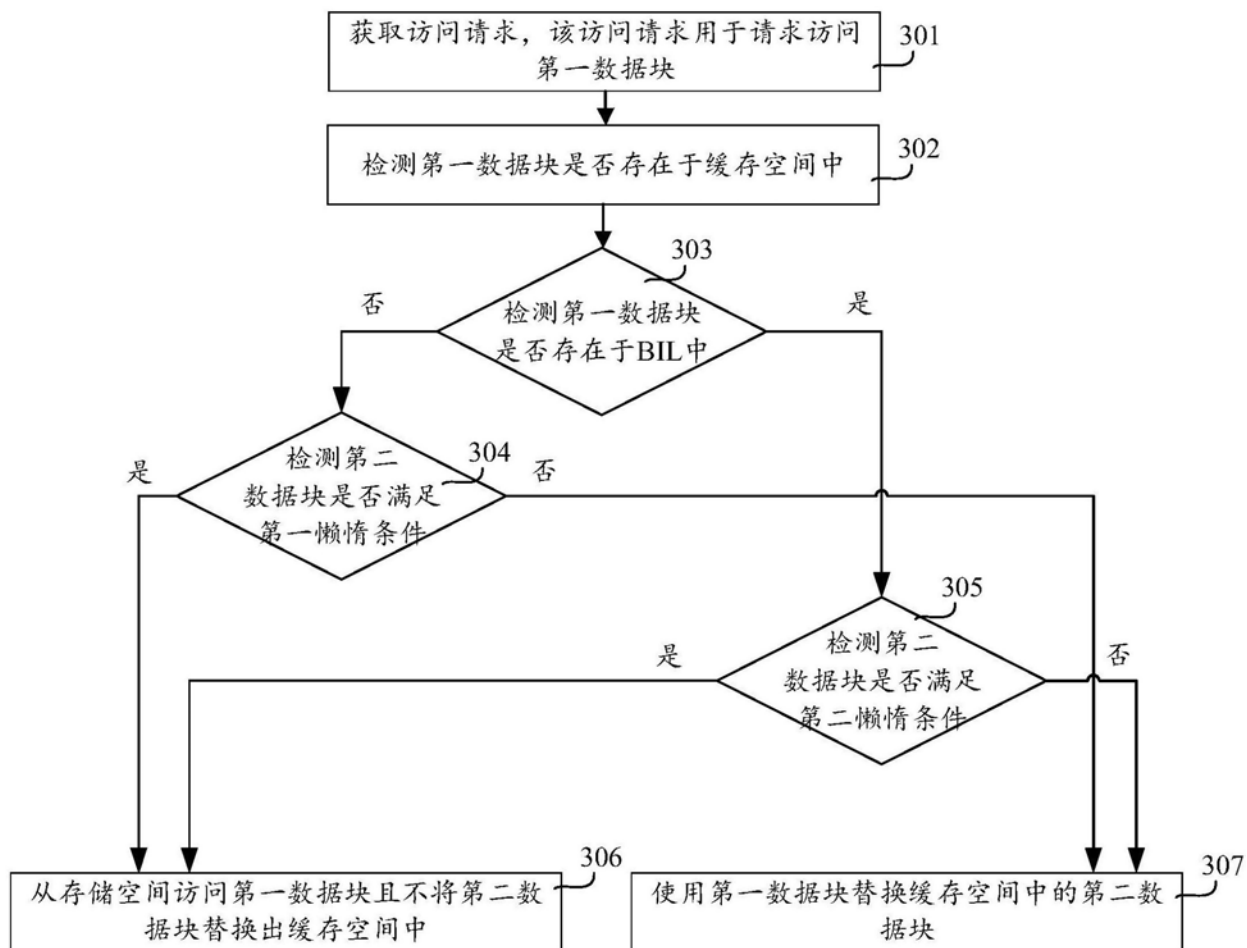 获取访问请求，该访问请求用于请求访问
第一数据块
301
检测第一数据块是否存在于缓存空间中
302
303
检测第一数据块
是否存在于BIL中
否
是
304
检测第二
数据块是否满足
第一懒惰条件
是
否
305
检测第二
数据块是否满足
第二懒惰条件
是
否
306
从存储空间访问第一数据块且不将第二数
据块替换出缓存空间中
307
使用第一数据块替换缓存空间中的第二数
据块